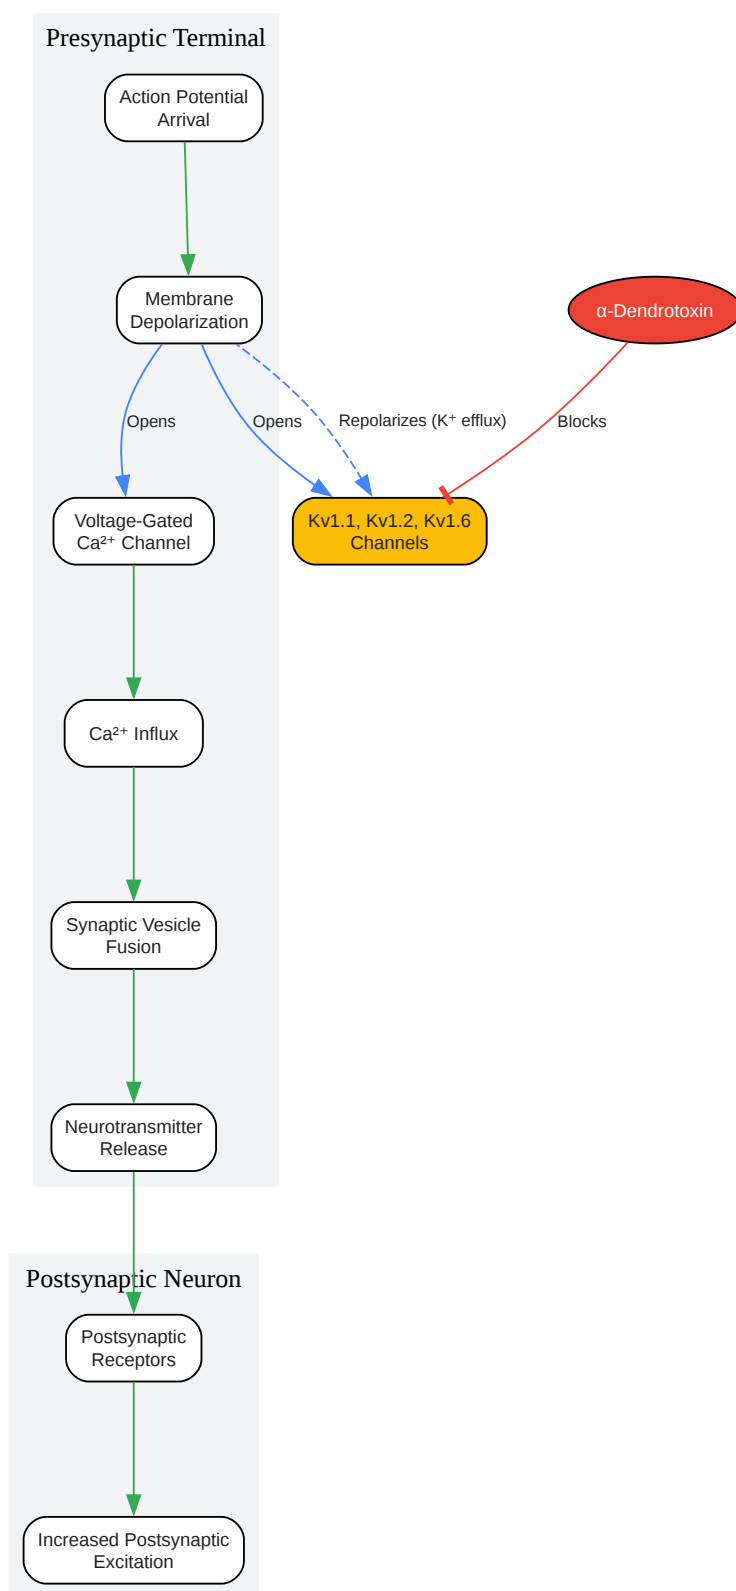 Presynaptic Terminal
Action Potential
Arrival
Membrane
Depolarization
α-Dendrotoxin
Opens
Opens
Repolarizes (K⁺ efflux)
Blocks
Voltage-Gated
Ca²⁺ Channel
Kv1.1, Kv1.2, Kv1.6
Channels
Ca²⁺ Influx
Synaptic Vesicle
Fusion
Neurotransmitter
Release
Postsynaptic Neuron
Postsynaptic
Receptors
Increased Postsynaptic
Excitation